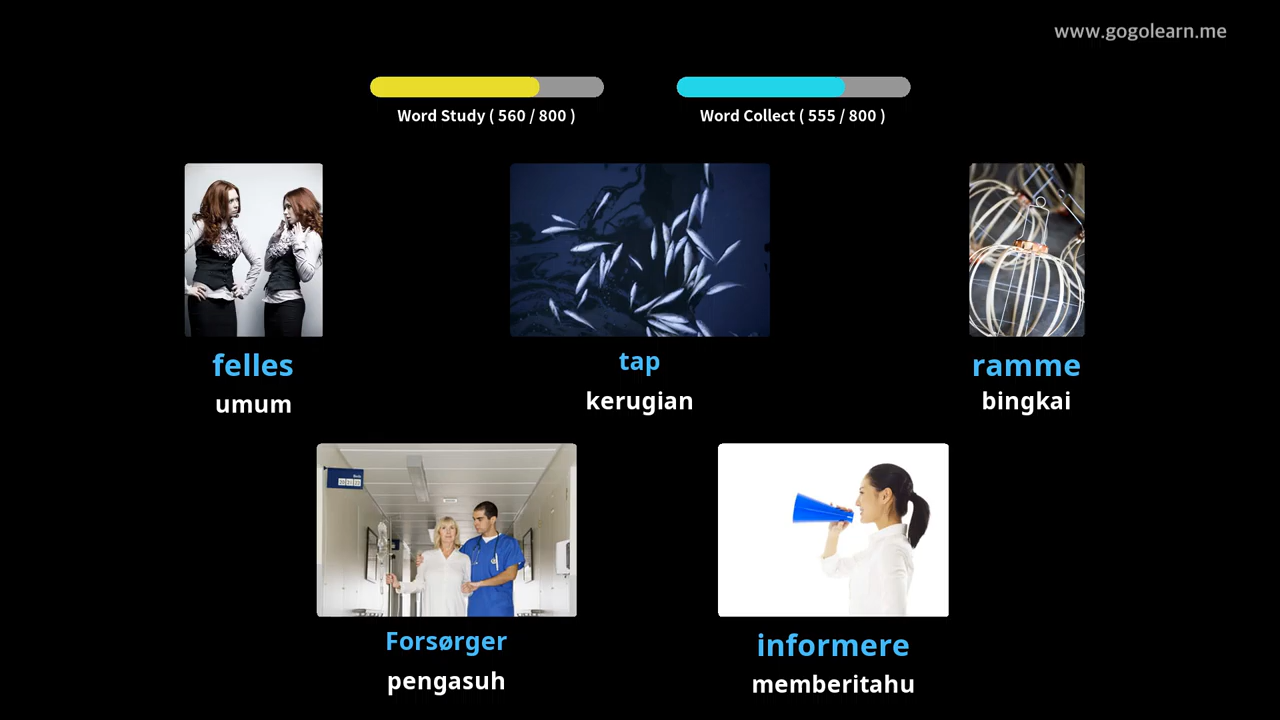 www.gogolearn.me
Word Study ( 560 / 800 )
Word Collect ( 555 / 800 )
felles
umum
tap
kerugian
ramme
bingkai
Forsørger
pengasuh
informere
memberitahu